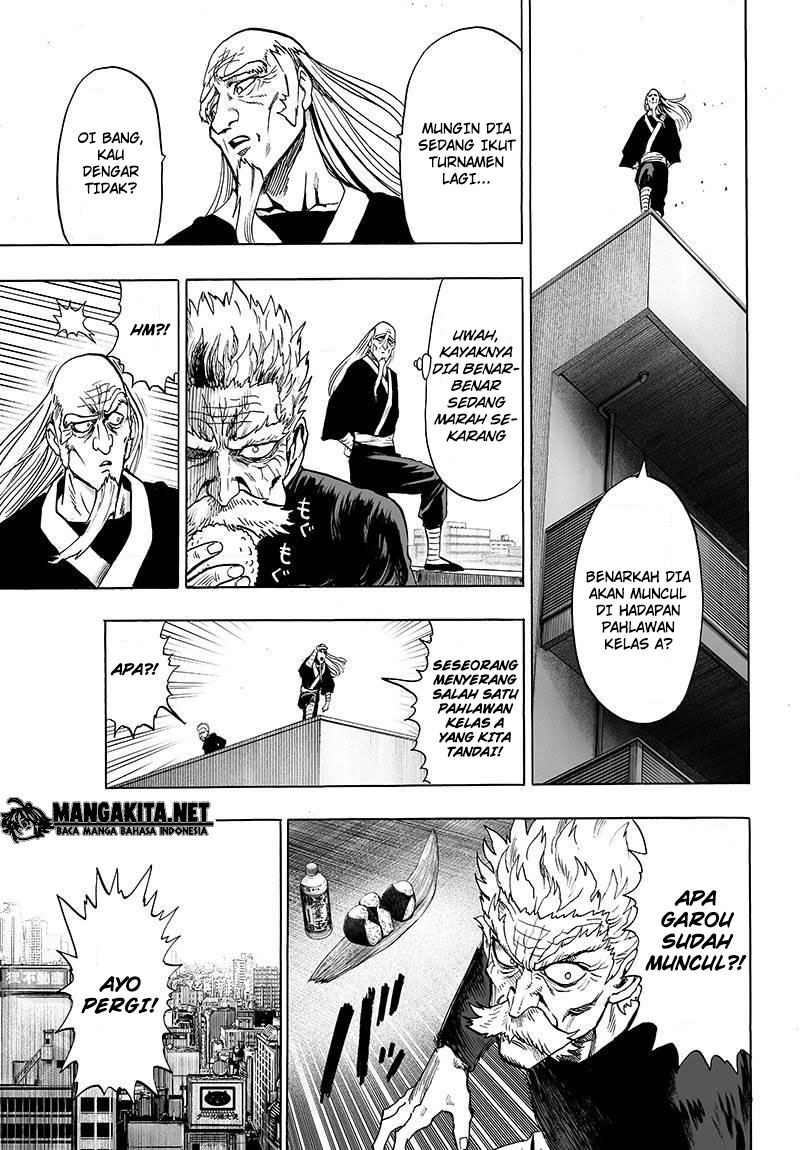 BENARKAH DIA
AKAN MUNCUL
DI HADAPAN
PAHLAWAN
KELAS A?
MUNGIN DIA
SEDANG IKUT
TURNAMEN
LAGI...
OI BANG,
KAU
DENGAR
TIDAK?
UWAH,
KAYAKNYA
DIA BENAR-
BENAR
SEDANG
MARAH SE-
KARANG
もぐ
もぐ
HM?!
SESEORANG
MENYERANG
SALAH SATU
PAHLAWAN
KELAS A
YANG KITA
TANDAI!
APA?!
APA
GAROU
SUDAH
MUNCUL?!
バッ
AYO
PERGI!
MANGAKITA.NET
BACA MANGA BAHASA INDONESIA